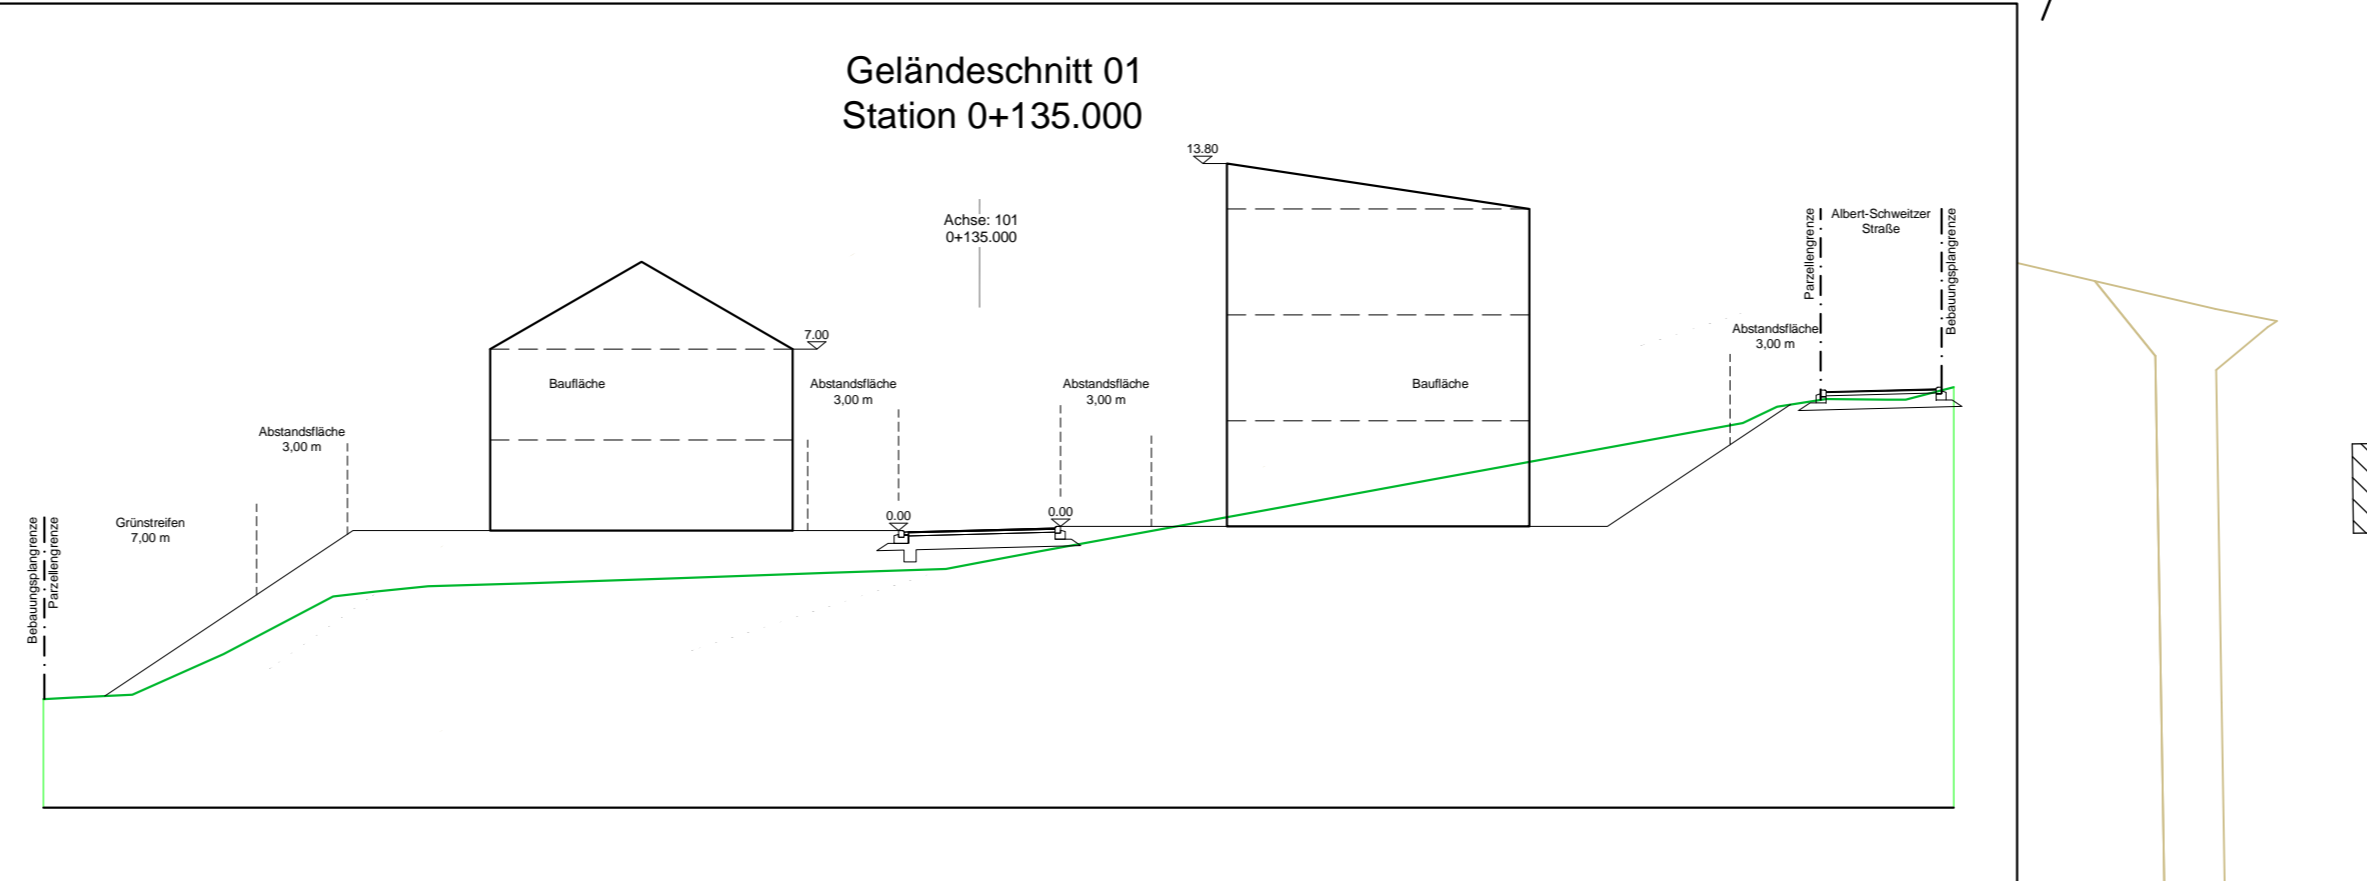 Geländeschnitt 01
Station 0+135.000
13.80
Achse: 101
0+135.000
Parzellengrenze
Albert-Schweitzer
Straße
Bebauungsplangrenze
7.00
Abstandsfläche
3,00 m
Baufläche
Abstandsfläche
3,00 m
Abstandsfläche
3,00 m
Baufläche
Abstandsfläche
3,00 m
Grünstreifen
7,00 m
0.00
0.00
Bebauungsplangrenze
Parzellengrenze